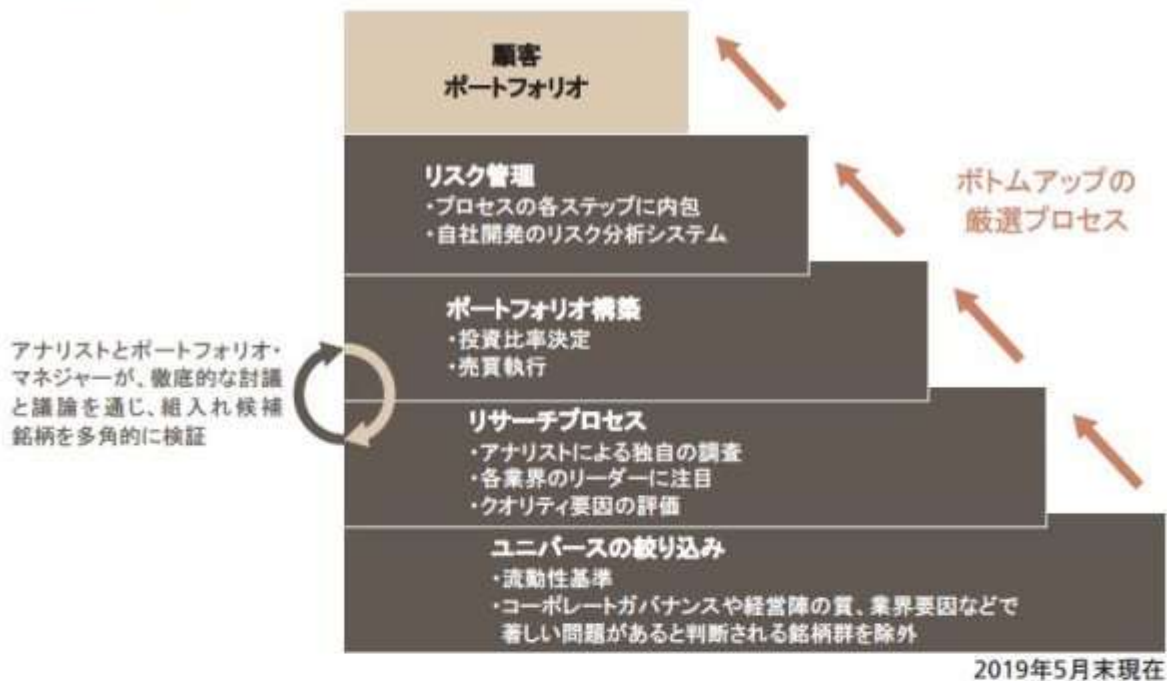 顧客
ポートフォリオ
リスク管理
・プロセスの各ステップに内包
・自社開発のリスク分析システム
ボトムアップの
厳選プロセス
ポートフォリオ構築
・投資比率決定
・売買執行
アナリストとポートフォリオ・
マネジャーが、徹底的な討議
と議論を通じ、組入れ候補
銘柄を多角的に検証
リサーチプロセス
・アナリストによる独自の調査
・各業界のリーダーに注目
・クオリティ要因の評価
ユニバースの絞り込み
・流動性基準
・コーポレートガバナンスや経営陣の質、業界要因などで
著しい問題があると判断される銘柄群を除外
2019年5月末現在